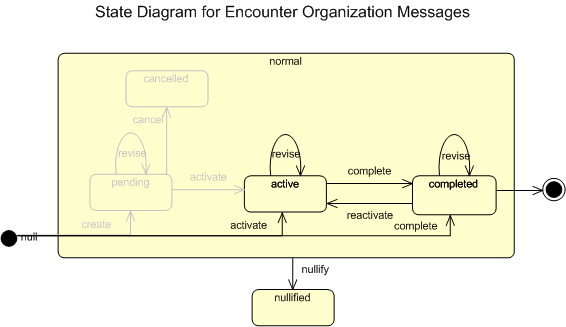 State Diagram for Encounter Organization Messages
normal
cancelled
cancel
revise
revise
revise
pending
activate
active
complete
completed
reactivate
create
activate
complete
null
nullify
nullified